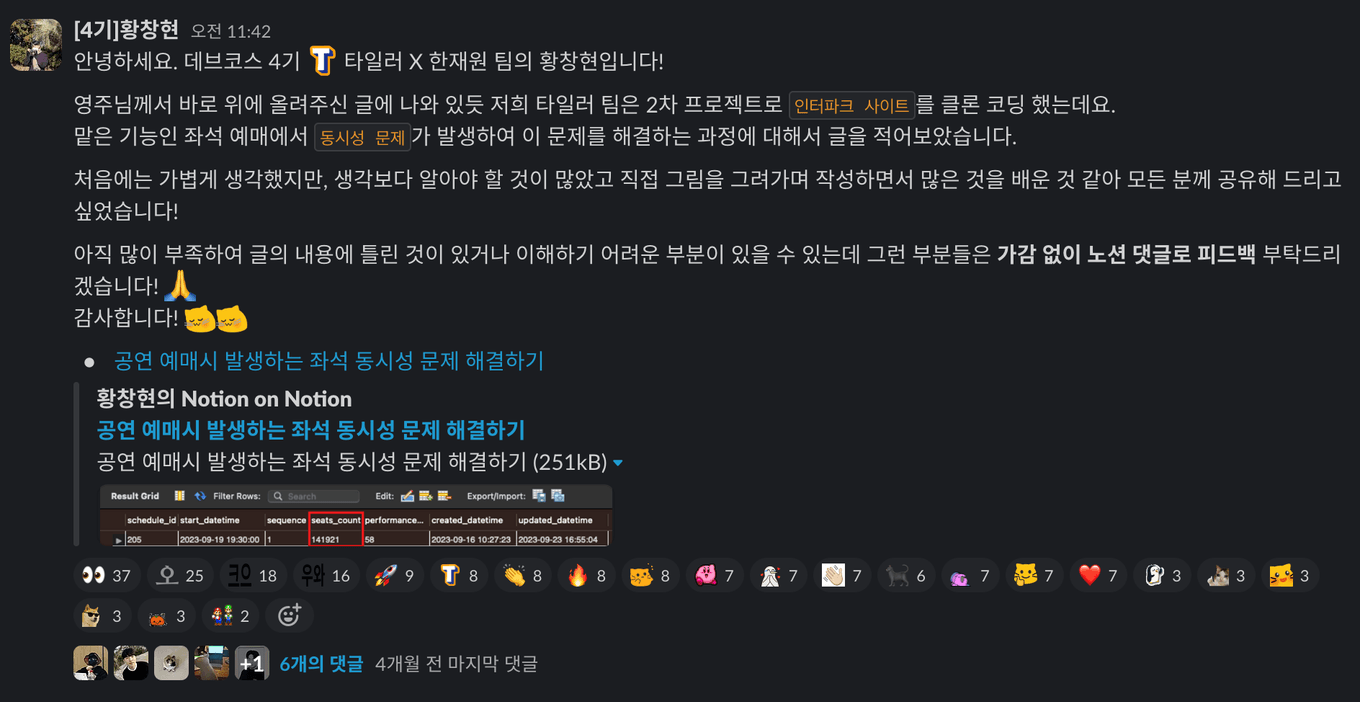 [4기]황창현 오전 11:42
안녕하세요. 데브코스 4기 T 타일러 X 한재원 팀의 황창현입니다!
영주님께서 바로 위에 올려주신 글에 나와 있듯 저희 타일러 팀은 2차 프로젝트로 인터파크 사이트를 클론 코딩 했는데요.
맡은 기능인 좌석 예매에서 동시성 문제가 발생하여 이 문제를 해결하는 과정에 대해서 글을 적어보았습니다.
처음에는 가볍게 생각했지만, 생각보다 알아야 할 것이 많았고 직접 그림을 그려가며 작성하면서 많은 것을 배운 것 같아 모든 분께 공유해 드리고
싶었습니다!
아직 많이 부족하여 글의 내용에 틀린 것이 있거나 이해하기 어려운 부분이 있을 수 있는데 그런 부분들은 가감 없이 노션 댓글로 피드백 부탁드리
겠습니다! 🙏
감사합니다!
• 공연 예매시 발생하는 좌석 동시성 문제 해결하기
황창현의 Notion on Notion
공연 예매시 발생하는 좌석 동시성 문제 해결하기
공연 예매시 발생하는 좌석 동시성 문제 해결하기 (251kB)
Result Grid Filter Rows: Search Edit: Export/Import:
schedule_id start_datetime sequence seats_count performance... created_datetime updated_datetime
205 2023-09-19 19:30:00 1 141921 58 2023-09-16 10:27:23 2023-09-23 16:55:04
37 25 크으 18 우와 16 9 T 8 8 8 8 7 7 7 6 7 7 7 3 3 3
3 3 2
+1 6개의 댓글 4개월 전 마지막 댓글